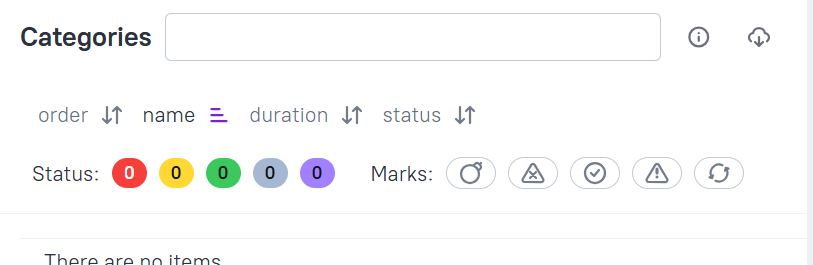 Categories
order name duration status
Status: 0 0 0 0 0 Marks:
There are no items